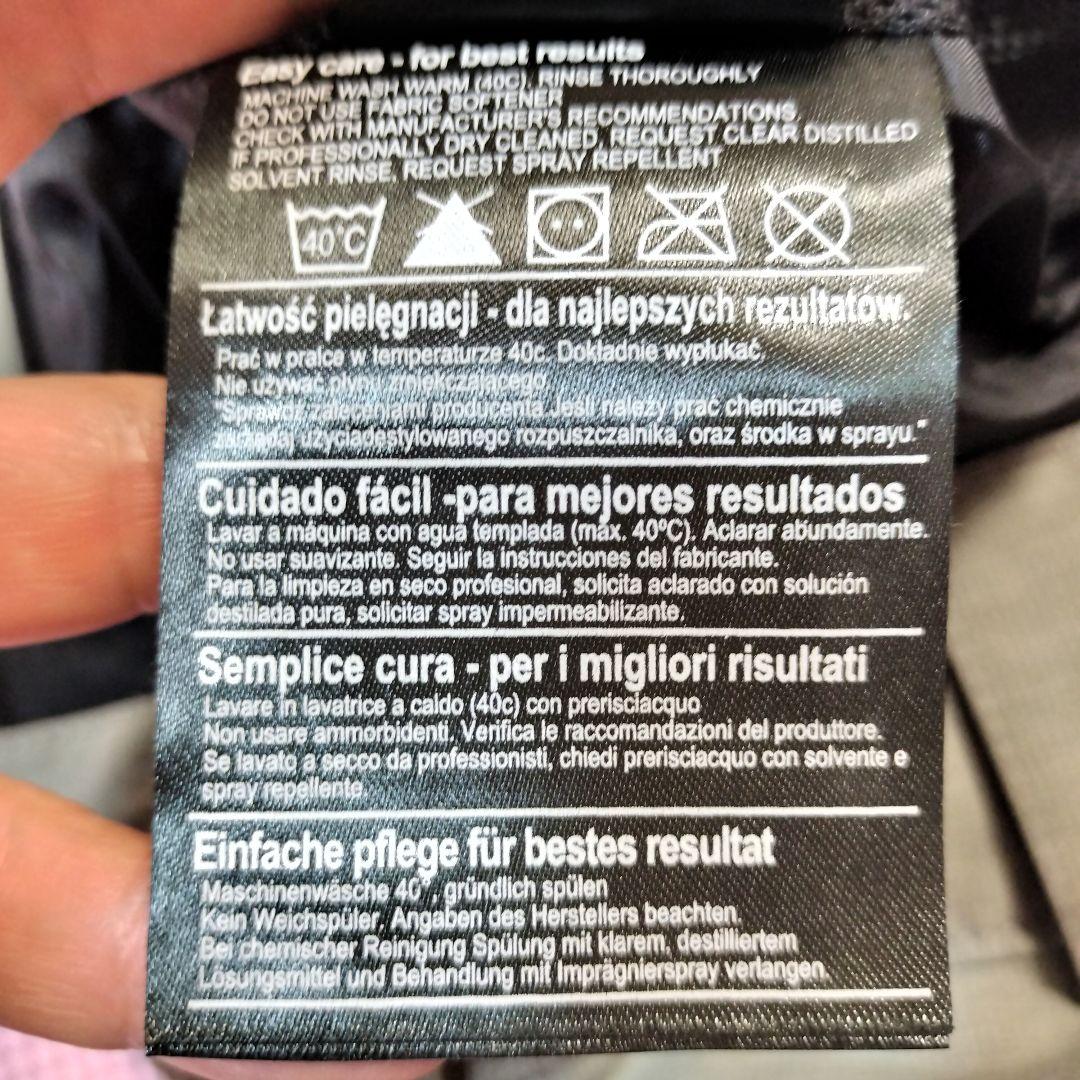 Easy care - for best results
MACHINE WASH WARM (40C), RINSE THOROUGHLY
DO NOT USE FABRIC SOFTENER
CHECK WITH MANUFACTURER'S RECOMMENDATIONS.
IF PROFESSIONALLY DRY CLEANED, REQUEST CLEAR DISTILLED
SOLVENT RINSE, REQUEST SPRAY REPELLENT
40°C
Łatwość pielęgnacji - dla najlepszych rezultatów.
Prać w pralce w temperaturze 40c. Dokładnie wypłukać.
Nie używać płynu zmiękczającego
"Sprawdź zaleceniami producenta Jeśli należy prać chemicznie
zażądaj użyciadestylowanego rozpuszczalnika, oraz środka w sprayu."
Cuidado fácil -para mejores resultados
Lavar a máquina con agua templada (máx. 40ºC). Aclarar abundamente.
No usar suavizante. Seguir la instrucciones del fabricante.
Para la limpieza en seco profesional, solicita aclarado con solución
destilada pura, solicitar spray impermeabilizante.
Semplice cura - per i migliori risultati
Lavare in lavatrice a caldo (40c) con prerisciacquo
Non usare ammorbidenti. Verifica le raccomandazioni del produttore.
Se lavato a secco da professionisti, chiedi prerisciacquo con solvente e
spray repellente.
Einfache pflege für bestes resultat
Maschinenwäsche 40°, gründlich spülen
Kein Weichspüler, Angaben des Herstellers beachten.
Bei chemischer Reinigung Spülung mit klarem, destilliertem
Lösungsmittel und Behandlung mit Imprägnierspray verlangen.